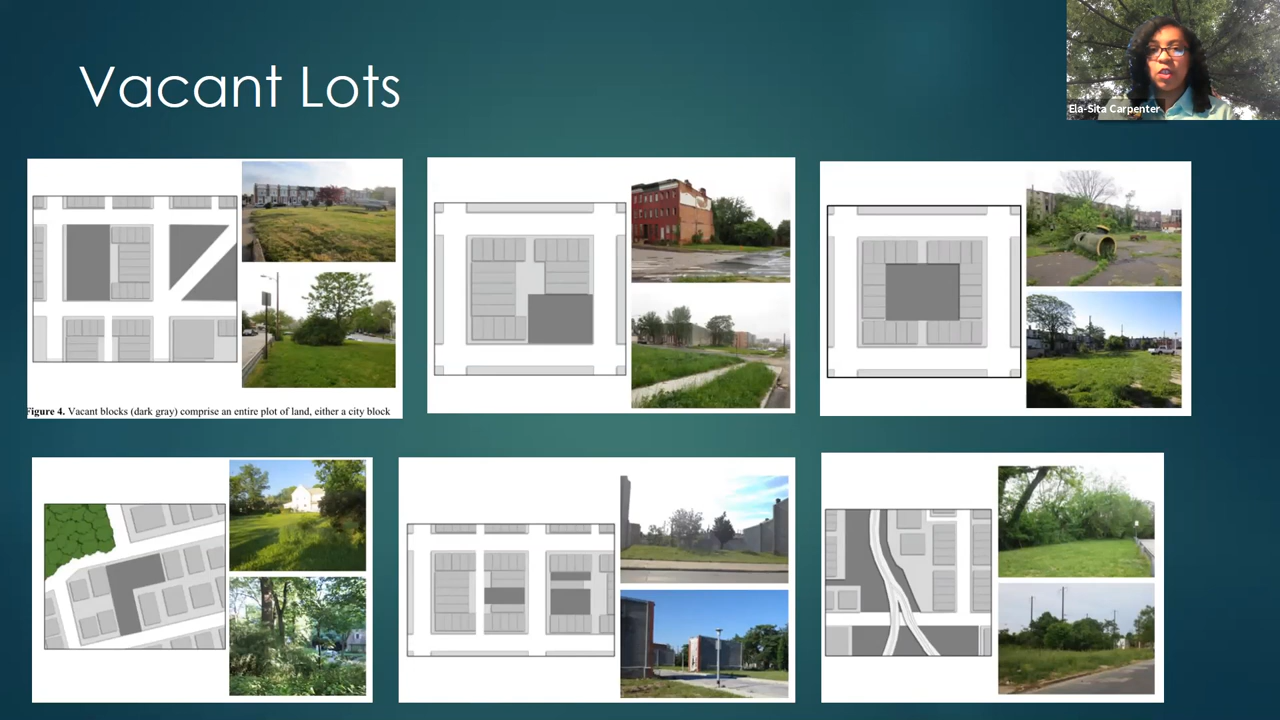 Vacant Lots
Ela-Sita Carpenter
Figure 4. Vacant blocks (dark gray) comprise an entire plot of land, either a city block